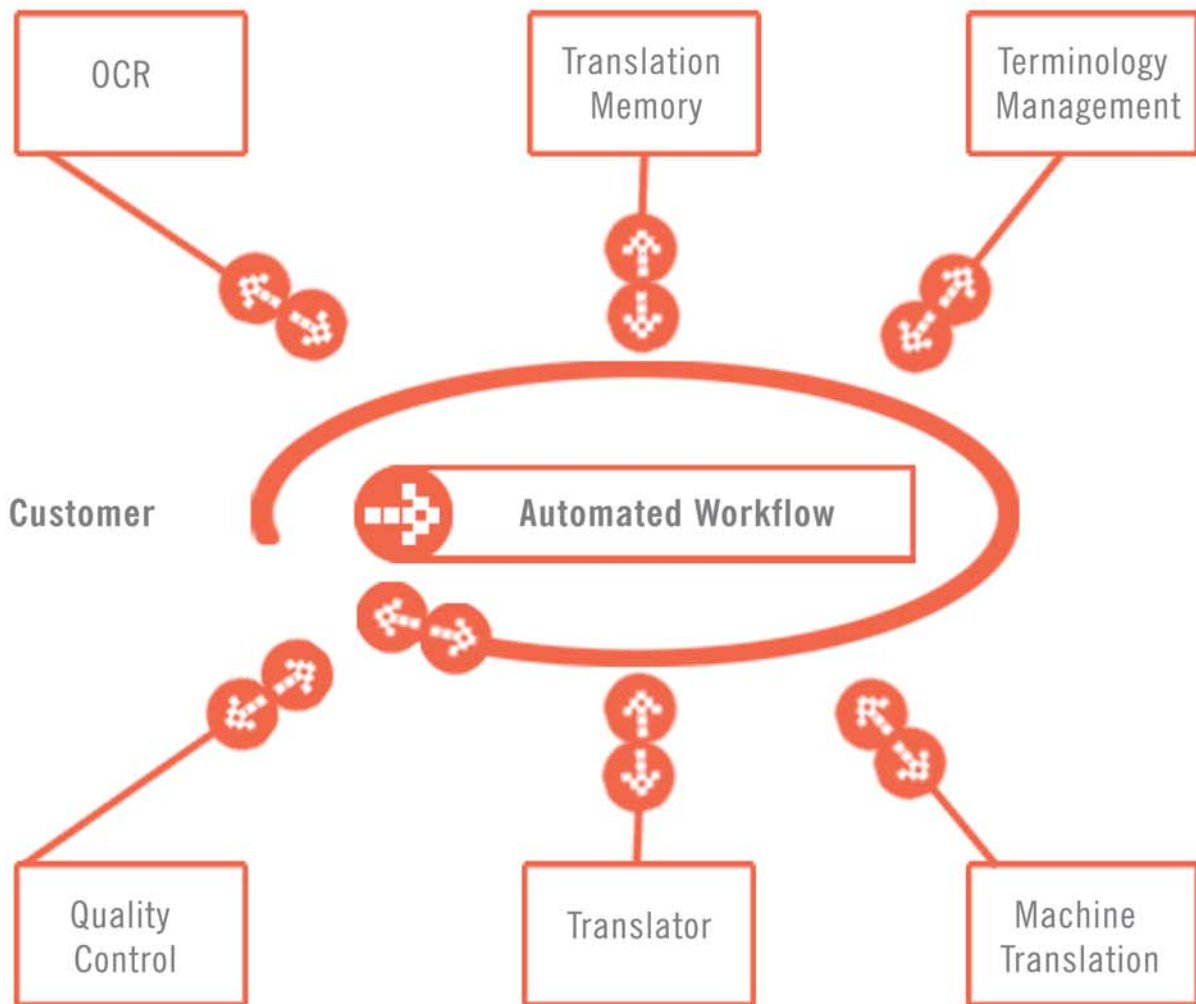 OCR
Translation
Memory
Terminology
Management
Customer
Automated Workflow
Quality
Control
Translator
Machine
Translation